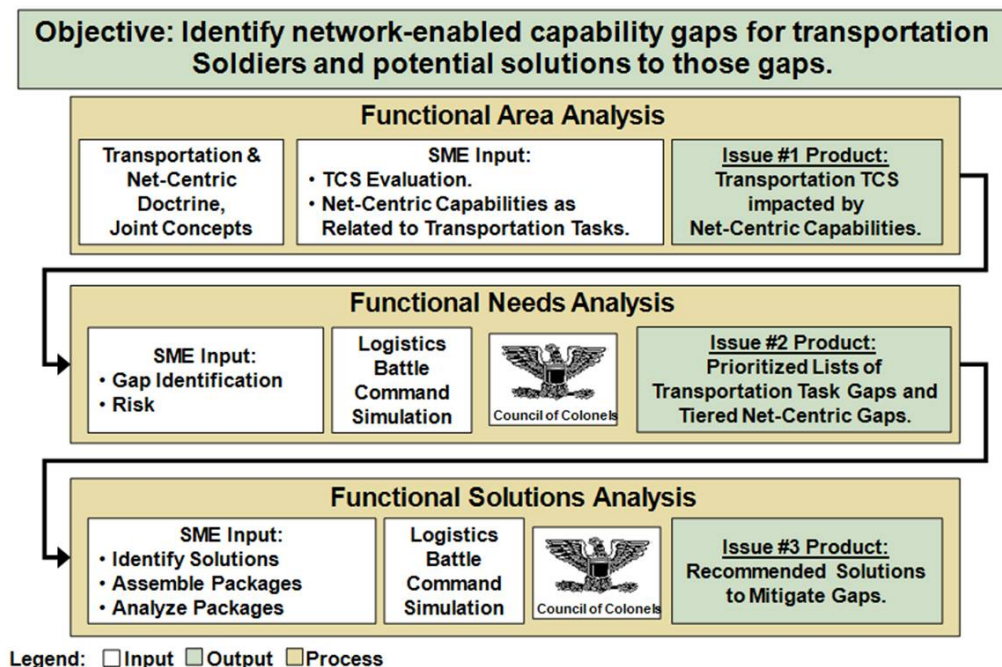 Objective: Identify network-enabled capability gaps for transportation
Soldiers and potential solutions to those gaps.
Functional Area Analysis
Transportation &
Net-Centric
Doctrine,
Joint Concepts
SME Input:
• TCS Evaluation.
• Net-Centric Capabilities as
Related to Transportation Tasks.
Issue #1 Product:
Transportation TCS
impacted by
Net-Centric Capabilities.
Functional Needs Analysis
SME Input:
• Gap Identification
• Risk
Logistics
Battle
Command
Simulation
Council of Colonels
Issue #2 Product:
Prioritized Lists of
Transportation Task Gaps and
Tiered Net-Centric Gaps.
Functional Solutions Analysis
SME Input:
• Identify Solutions
• Assemble Packages
• Analyze Packages
Logistics
Battle
Command
Simulation
Council of Colonels
Issue #3 Product:
Recommended Solutions
to Mitigate Gaps.
Legend: Input Output Process